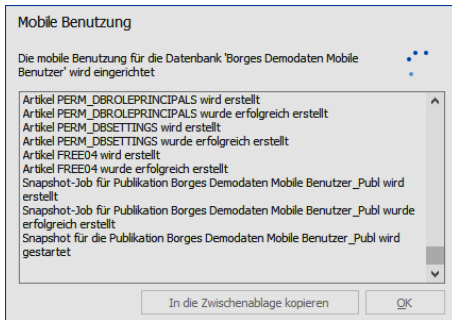 Mobile Benutzung
Die mobile Benutzung für die Datenbank 'Borges Demodaten Mobile
Benutzer' wird eingerichtet
Artikel PERM_DBROLEPRINCIPALS wird erstellt
Artikel PERM_DBROLEPRINCIPALS wurde erfolgreich erstellt
Artikel PERM_DBSETTINGS wird erstellt
Artikel PERM_DBSETTINGS wurde erfolgreich erstellt
Artikel FREE04 wird erstellt
Artikel FREE04 wurde erfolgreich erstellt
Snapshot-Job für Publikation Borges Demodaten Mobile Benutzer_Publ wird
erstellt
Snapshot-Job für Publikation Borges Demodaten Mobile Benutzer_Publ wurde
erfolgreich erstellt
Snapshot für die Publikation Borges Demodaten Mobile Benutzer_Publ wird
gestartet
In die Zwischenablage kopieren
OK